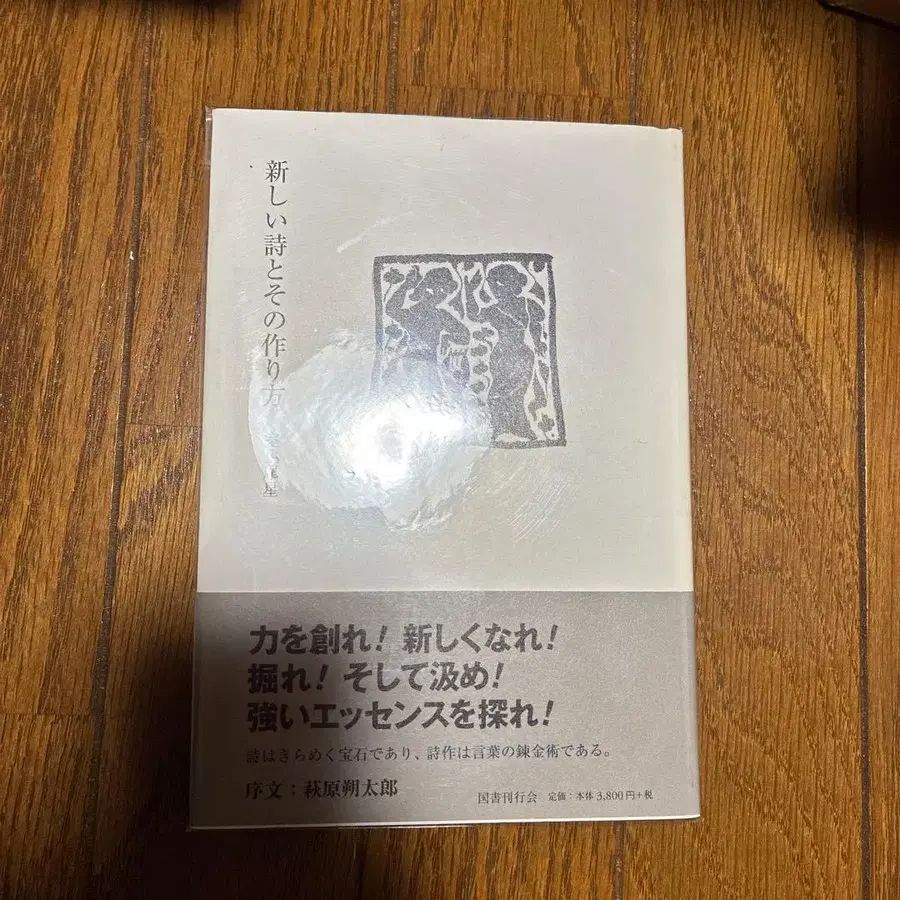 新しい詩とその作り方
室生犀星
力を創れ！新しくなれ！
掘れ！そして汲め！
強いエッセンスを探れ！
詩はきらめく宝石であり、詩作は言葉の錬金術である。
序文：萩原朔太郎
国書刊行会 定価：本体3,800円+税